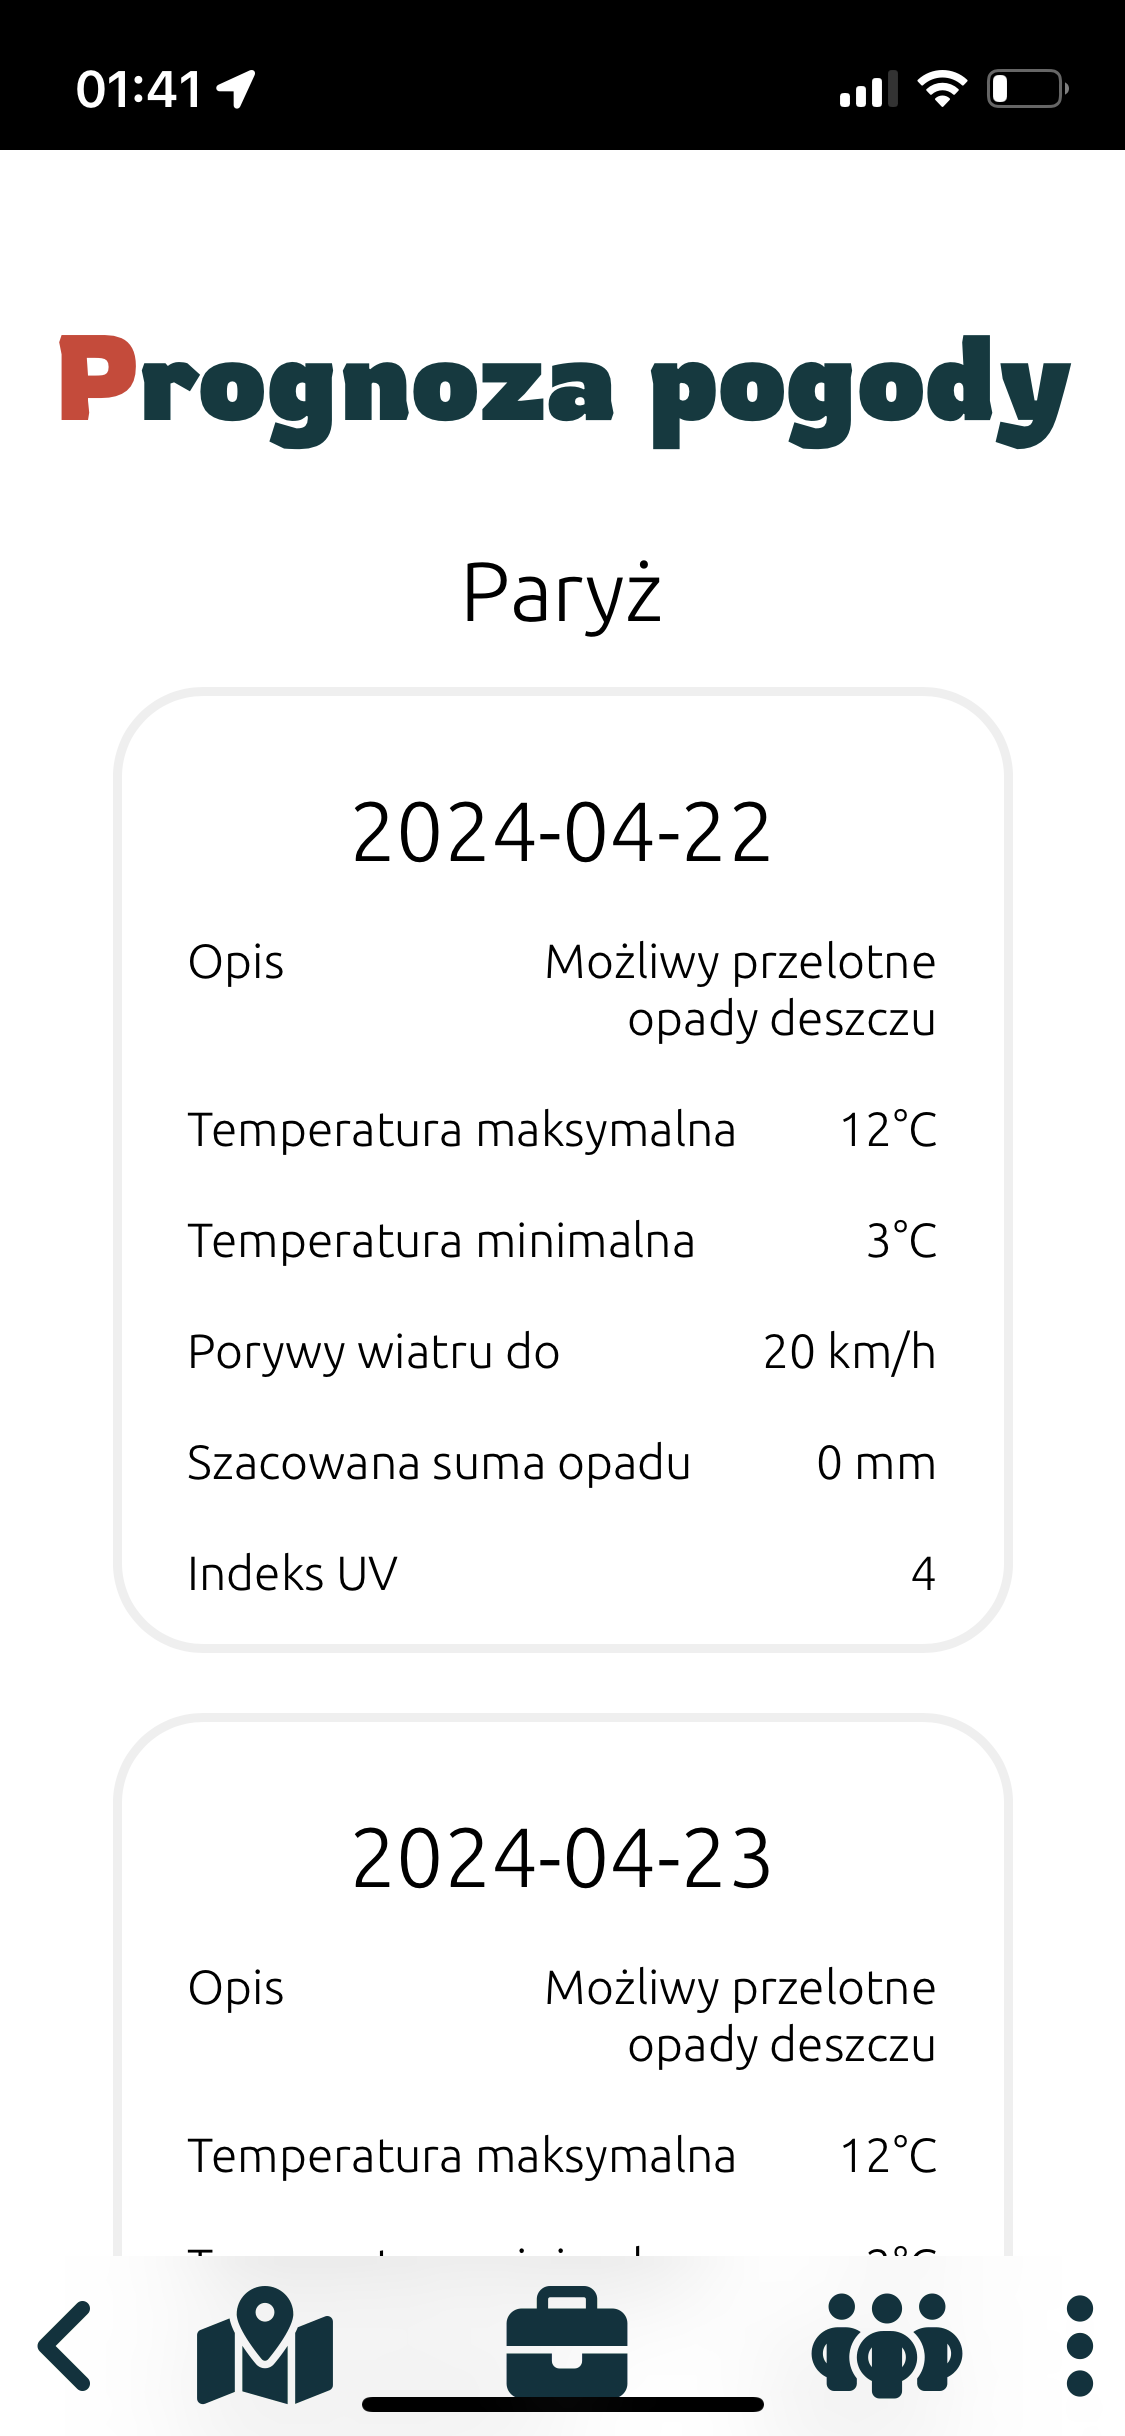 01:41
Prognoza pogody
Paryż
2024-04-22
Opis Możliwy przelotne
opady deszczu
Temperatura maksymalna 12°C
Temperatura minimalna 3°C
Porywy wiatru do 20 km/h
Szacowana suma opadu 0 mm
Indeks UV 4
2024-04-23
Opis Możliwy przelotne
opady deszczu
Temperatura maksymalna 12°C